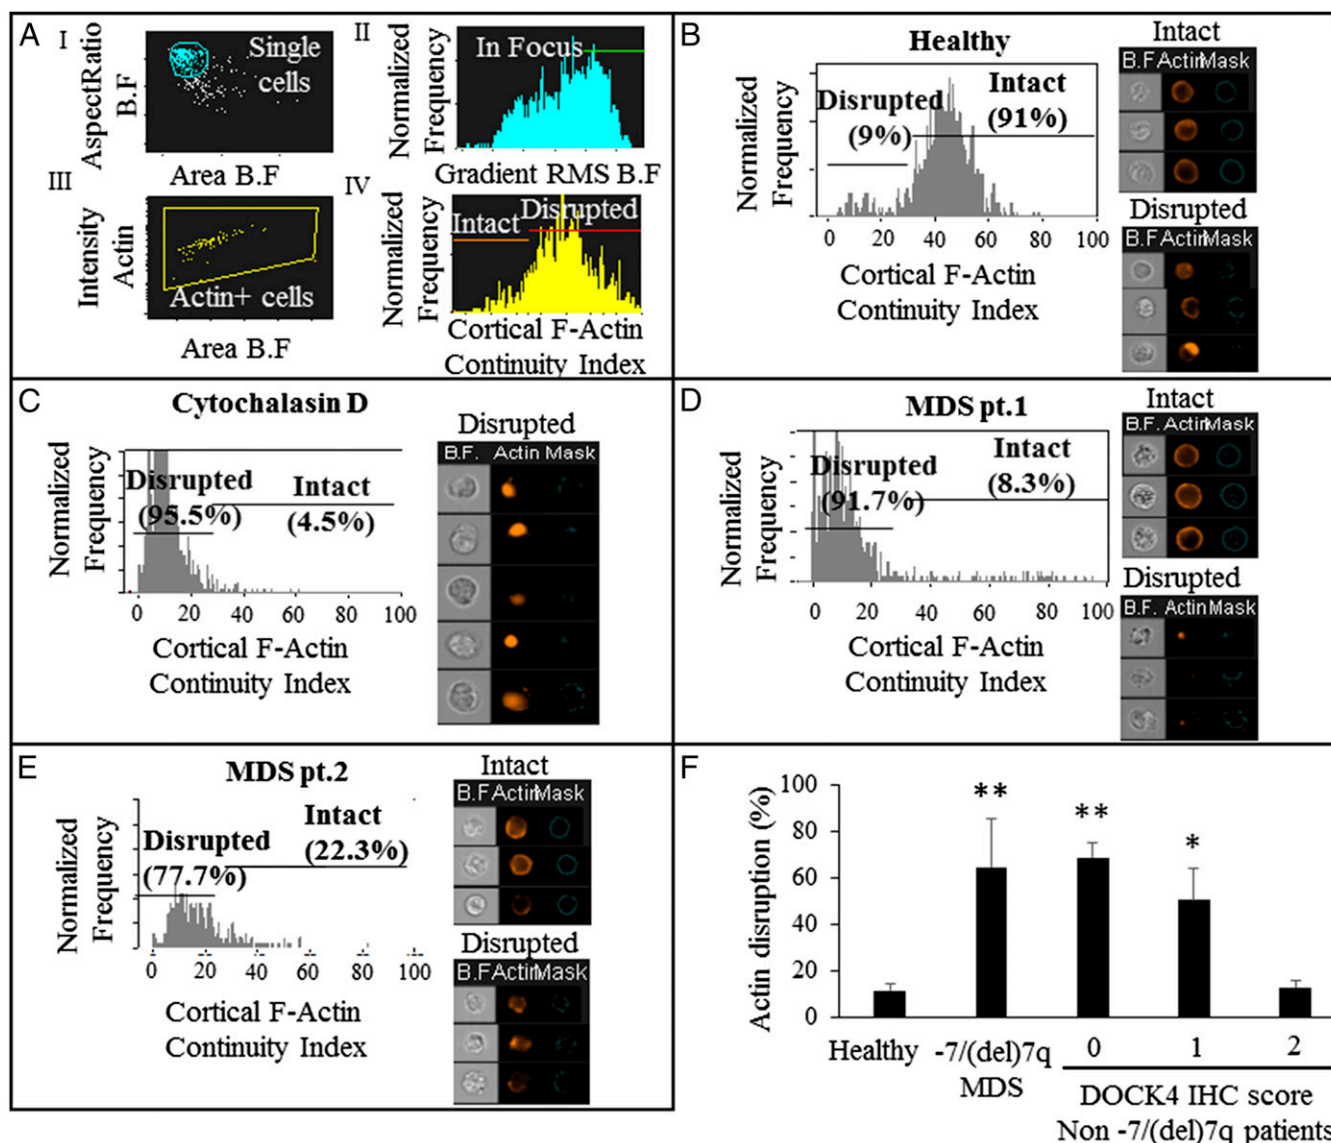 A
I
AspectRatio
B.F
Single
cells
Area B.F
II
Normalized
Frequency
In Focus
Gradient RMS B.F
III
Intensity
Actin
Actin+ cells
Area B.F
IV
Normalized
Frequency
Intact
Disrupted
Cortical F-Actin
Continuity Index
B
Healthy
Normalized
Frequency
Disrupted
(9%)
Intact
(91%)
0 20 40 60 80 100
Cortical F-Actin
Continuity Index
Intact
B.F Actin Mask
Disrupted
B.F Actin Mask
C
Cytochalasin D
Normalized
Frequency
Disrupted
(95.5%)
Intact
(4.5%)
0 20 40 60 80 100
Cortical F-Actin
Continuity Index
Disrupted
B.F. Actin Mask
D
MDS pt.1
Normalized
Frequency
Disrupted
(91.7%)
Intact
(8.3%)
0 20 40 60 80 100
Cortical F-Actin
Continuity Index
Intact
B.F. Actin Mask
Disrupted
B.F. Actin Mask
E
MDS pt.2
Normalized
Frequency
Disrupted
(77.7%)
Intact
(22.3%)
0 20 40 60 80 100
Cortical F-Actin
Continuity Index
Intact
B.F Actin Mask
Disrupted
B.F Actin Mask
F
Actin disruption (%)
100
80
60
40
20
0
** ** *
Healthy -7/(del)7q 0 1 2
MDS
DOCK4 IHC score
Non -7/(del)7q patients